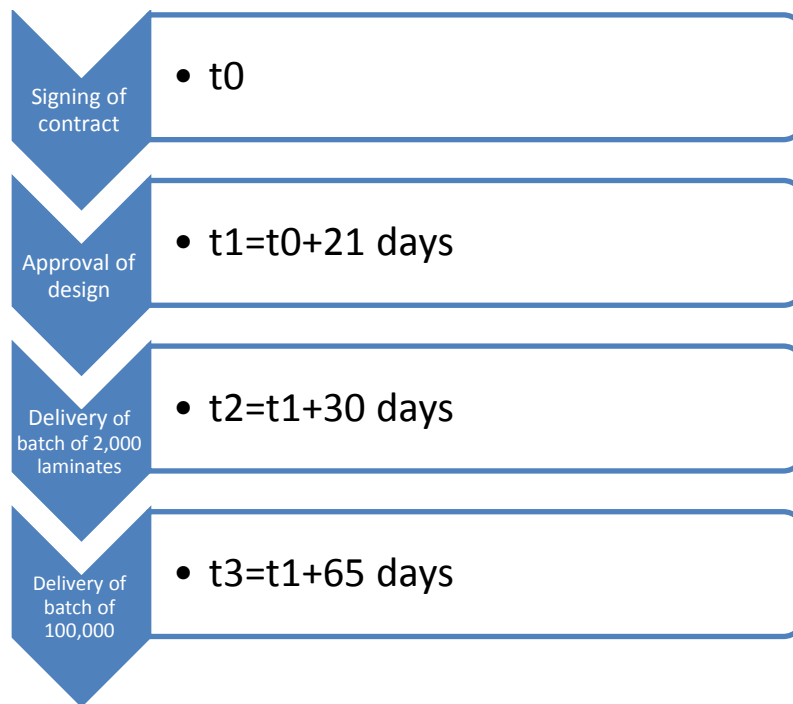 Signing of
contract
• t0
Approval of
design
• t1=t0+21 days
Delivery of
batch of 2,000
laminates
• t2=t1+30 days
Delivery of
batch of
100,000
• t3=t1+65 days